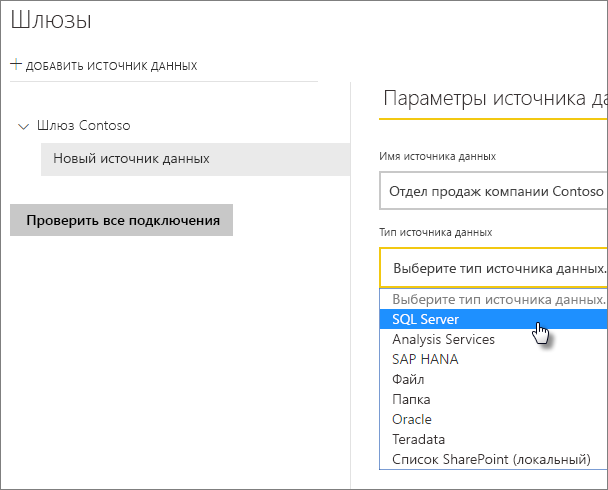 Шлюзы
+ ДОБАВИТЬ ИСТОЧНИК ДАННЫХ
Шлюз Contoso
Новый источник данных
Проверить все подключения
Параметры источника да
Имя источника данных
Отдел продаж компании Contoso
Тип источника данных
Выберите тип источника данных.
Выберите тип источника данных.
SQL Server
Analysis Services
SAP HANA
Файл
Папка
Oracle
Teradata
Список SharePoint (локальный)